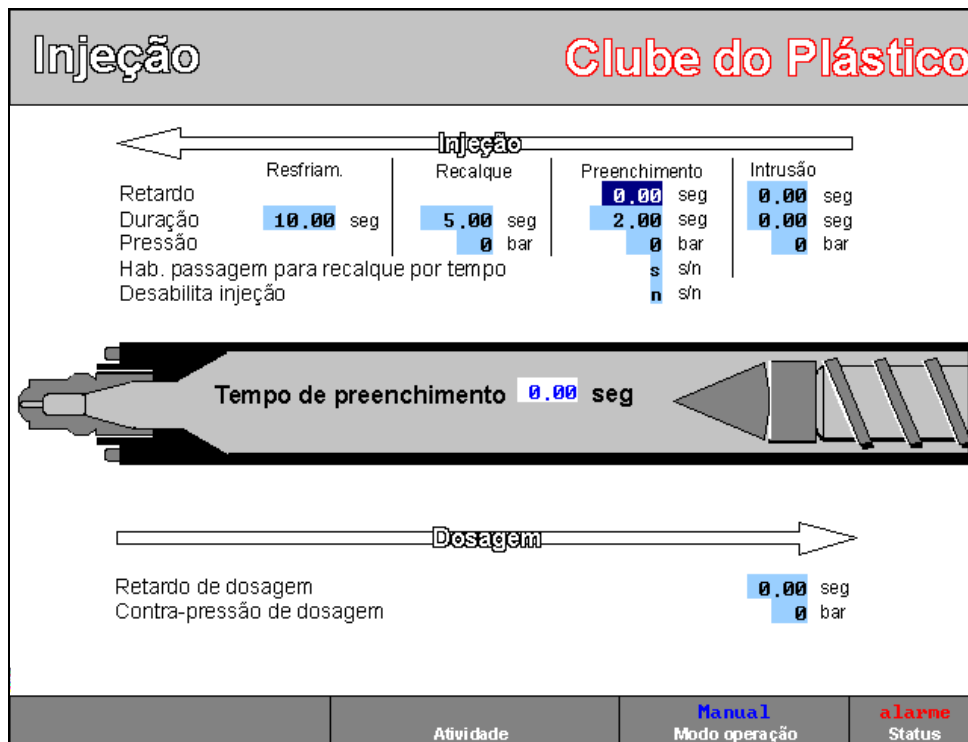 Injeção Clube do Plástico
Injeção
Resfriam. Recalque Preenchimento Intrusão
Retardo 0.00 seg 0.00 seg
Duração 10.00 seg 5.00 seg 2.00 seg 0.00 seg
Pressão 0 bar 0 bar 0 bar
Hab. passagem para recalque por tempo s s/n
Desabilita injeção n s/n
Tempo de preenchimento 0.00 seg
Dosagem
Retardo de dosagem 0.00 seg
Contra-pressão de dosagem 0 bar
Manual alarme
Atividade Modo operação Status